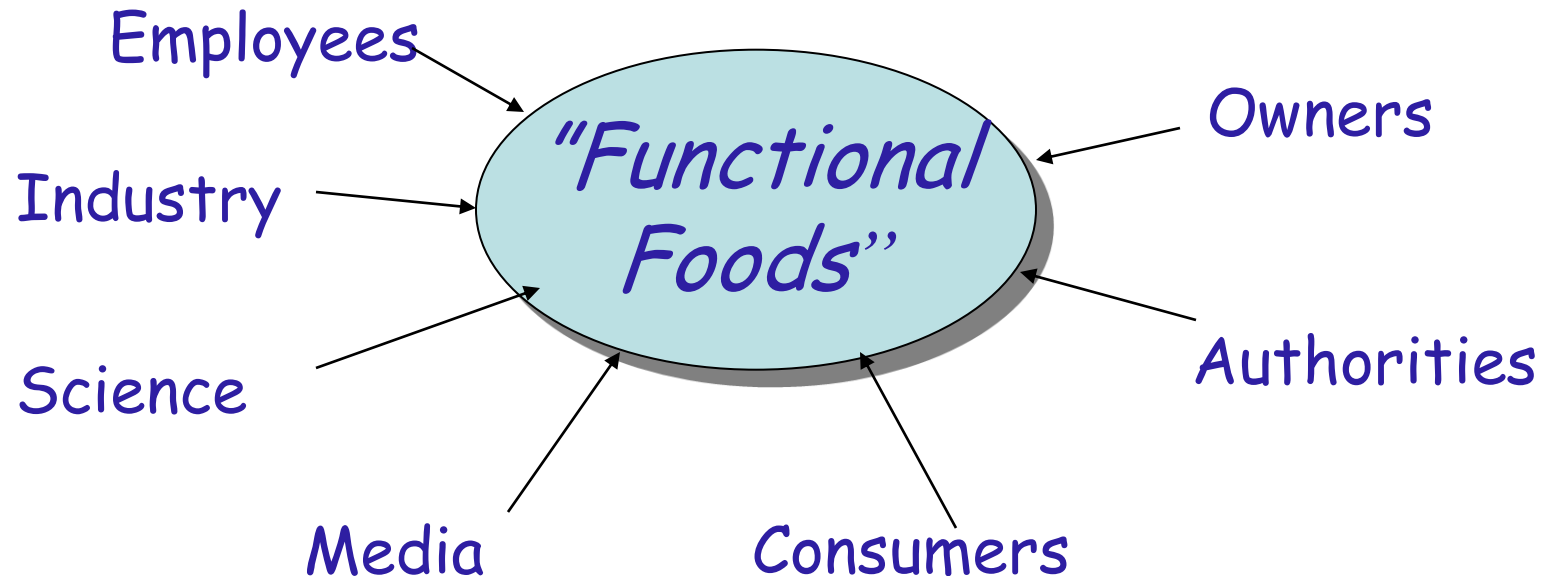 Employees
Owners
"Functional
Industry
Foods”
Authorities
Science
Media
Consumers